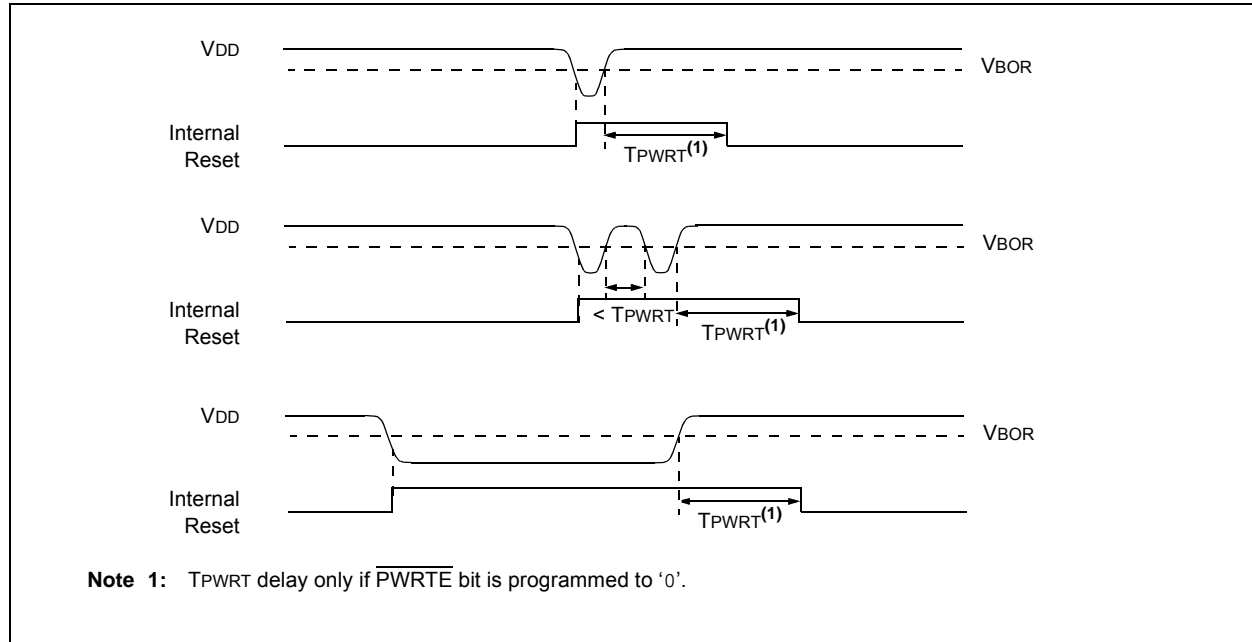 VDD
VBOR
Internal
Reset
TPWRT(1)
VDD
VBOR
Internal
Reset
< TPWRT
TPWRT(1)
VDD
VBOR
Internal
Reset
TPWRT(1)
Note 1: TPWRT delay only if PWRTE bit is programmed to ‘0’.